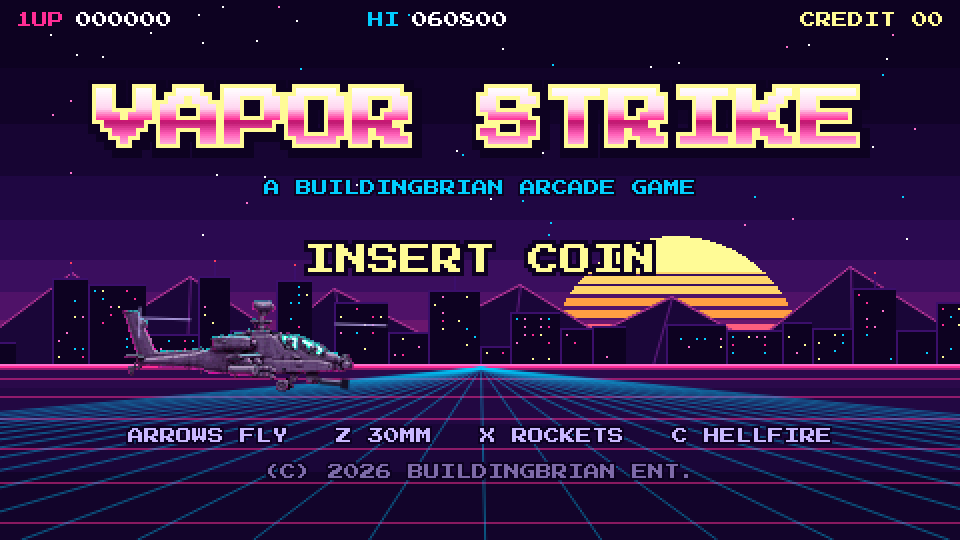 1UP 000000 HI 060800 CREDIT 00
VAPOR STRIKE
A BUILDINGBRIAN ARCADE GAME
INSERT COIN
ARROWS FLY Z 30MM X ROCKETS C HELLFIRE
(C) 2026 BUILDINGBRIAN ENT.